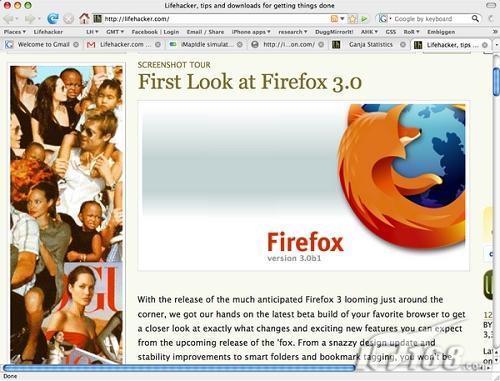 Lifehacker, tips and downloads for getting things done
http://lifehacker.com/
Google by keyboard
Places Lifehacker LH GMT research Facebook | Login Email / Share iPhone apps research DuggMirrorIt! AHK GSS RoR Embiggen
Welcome to Gmail Lifehacker.com ... iMapIdle simulat... http://i...on.com/ Ganja Statistics Lifehacker, tips ...
SCREENSHOT TOUR
First Look at Firefox 3.0
Firefox
version 3.0b1
With the release of the much anticipated Firefox 3 looming just around the
corner, we got our hands on the latest beta build of your favorite browser to get
a closer look at exactly what changes and exciting new features you can expect
from the upcoming release of the 'fox. From a snazzy design update and
stability improvements to smart folders and bookmark tagging, you won't be
Done